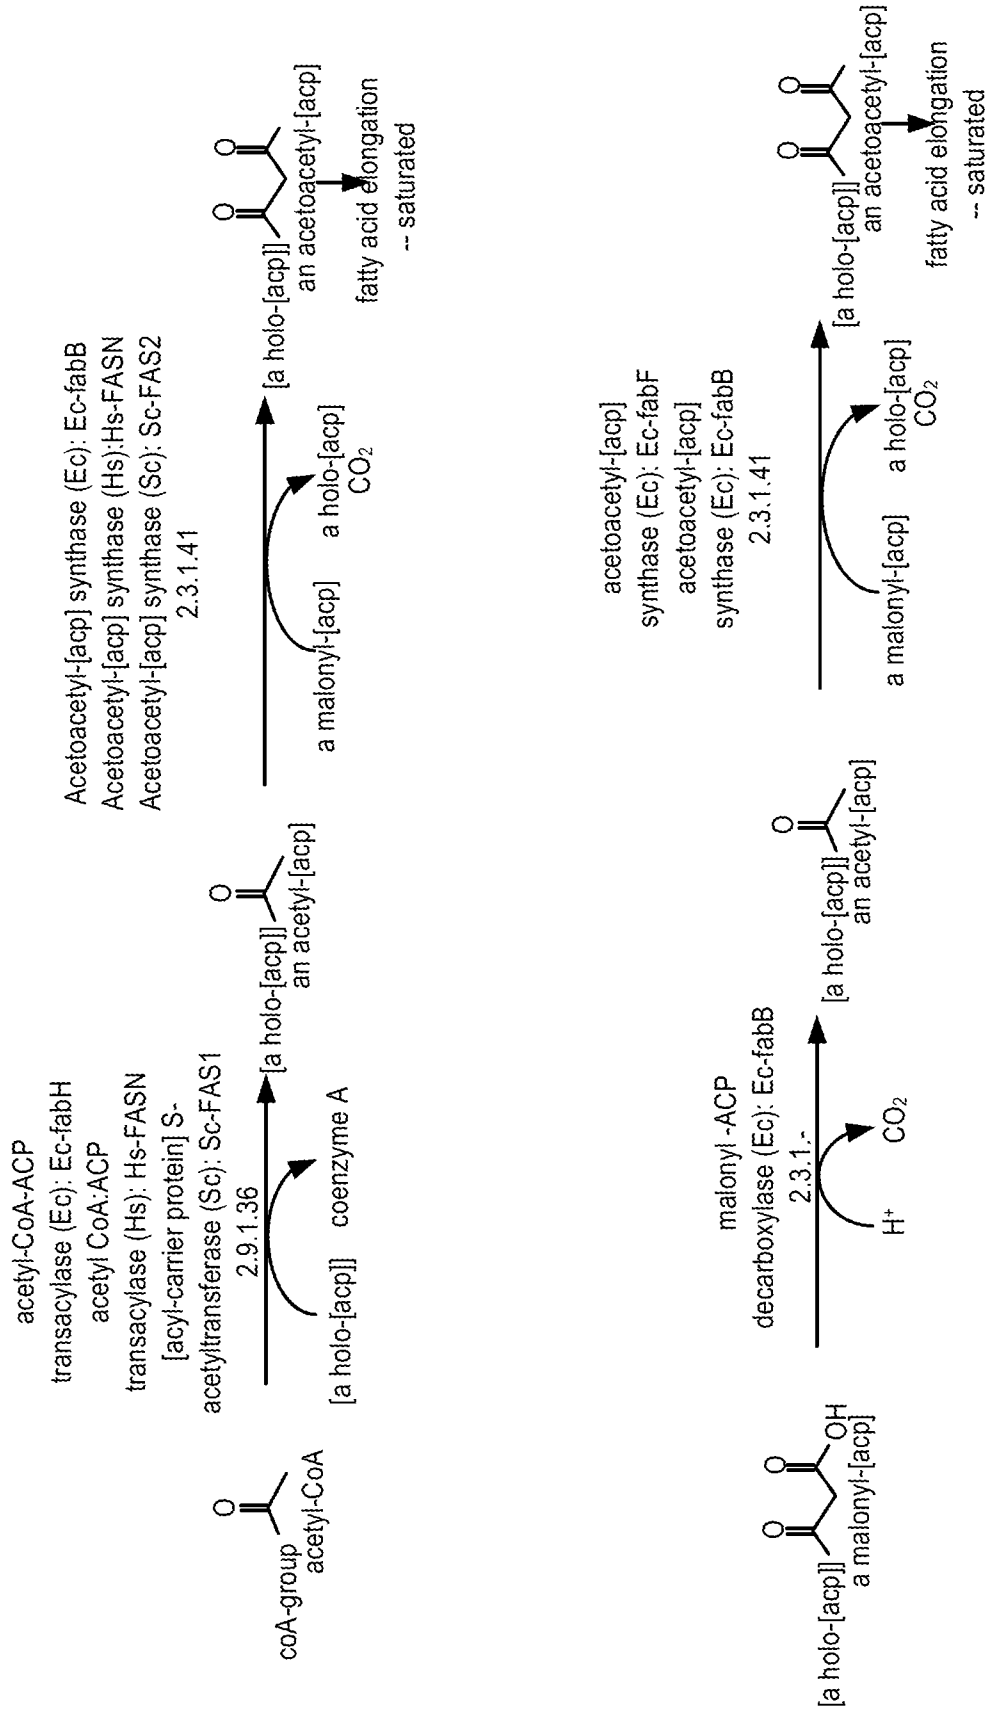 O
coA-group
acetyl-CoA
acetyl-CoA-ACP
transacylase (Ec): Ec-fabH
acetyl CoA:ACP
transacylase (Hs): Hs-FASN
[acyl-carrier protein] S-
acetyltransferase (Sc): Sc-FAS1
2.9.1.36
[a holo-[acp]]
coenzyme A
O
[a holo-[acp]]
an acetyl-[acp]
Acetoacetyl-[acp] synthase (Ec): Ec-fabB
Acetoacetyl-[acp] synthase (Hs):Hs-FASN
Acetoacetyl-[acp] synthase (Sc): Sc-FAS2
2.3.1.41
a malonyl-[acp]
a holo-[acp]
CO2
O O
[a holo-[acp]]
an acetoacetyl-[acp]
fatty acid elongation
-- saturated
O O
OH
[a holo-[acp]]
a malonyl-[acp]
malonyl -ACP
decarboxylase (Ec): Ec-fabB
2.3.1.-
H+
CO2
O
[a holo-[acp]]
an acetyl-[acp]
acetoacetyl-[acp]
synthase (Ec): Ec-fabF
acetoacetyl-[acp]
synthase (Ec): Ec-fabB
2.3.1.41
a malonyl-[acp]
a holo-[acp]
CO2
O O
[a holo-[acp]]
an acetoacetyl-[acp]
fatty acid elongation
-- saturated